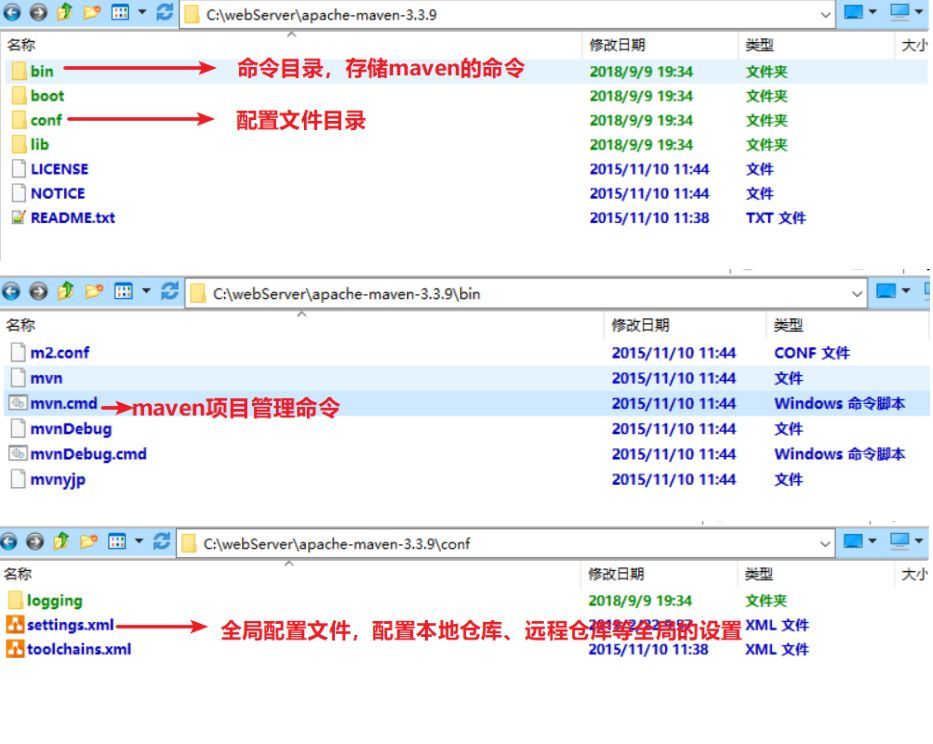 C:\webServer\apache-maven-3.3.9
名称 修改日期 类型 大小
bin 命令目录，存储maven的命令 2018/9/9 19:34 文件夹
boot 2018/9/9 19:34 文件夹
conf 配置文件目录 2018/9/9 19:34 文件夹
lib 2018/9/9 19:34 文件夹
LICENSE 2015/11/10 11:44 文件
NOTICE 2015/11/10 11:44 文件
README.txt 2015/11/10 11:38 TXT 文件
C:\webServer\apache-maven-3.3.9\bin
名称 修改日期 类型
m2.conf 2015/11/10 11:44 CONF 文件
mvn 2015/11/10 11:44 文件
mvn.cmd maven项目管理命令 2015/11/10 11:44 Windows 命令脚本
mvnDebug 2015/11/10 11:44 文件
mvnDebug.cmd 2015/11/10 11:44 Windows 命令脚本
mvnyjp 2015/11/10 11:44 文件
C:\webServer\apache-maven-3.3.9\conf
名称 修改日期 类型 大小
logging 2018/9/9 19:34 文件夹
settings.xml 全局配置文件，配置本地仓库、远程仓库等全局的设置 XML 文件
toolchains.xml 2015/11/10 11:38 XML 文件